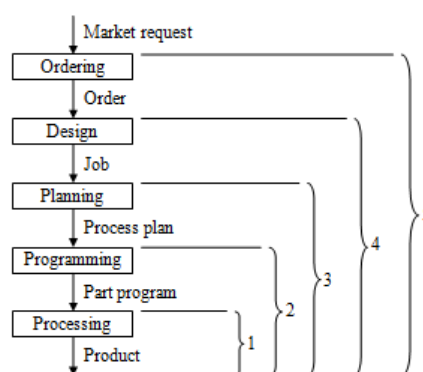 Market request
Ordering
Order
Design
Job
4
Planning
Process plan
3
Programming
Part program
2
Processing
1
Product